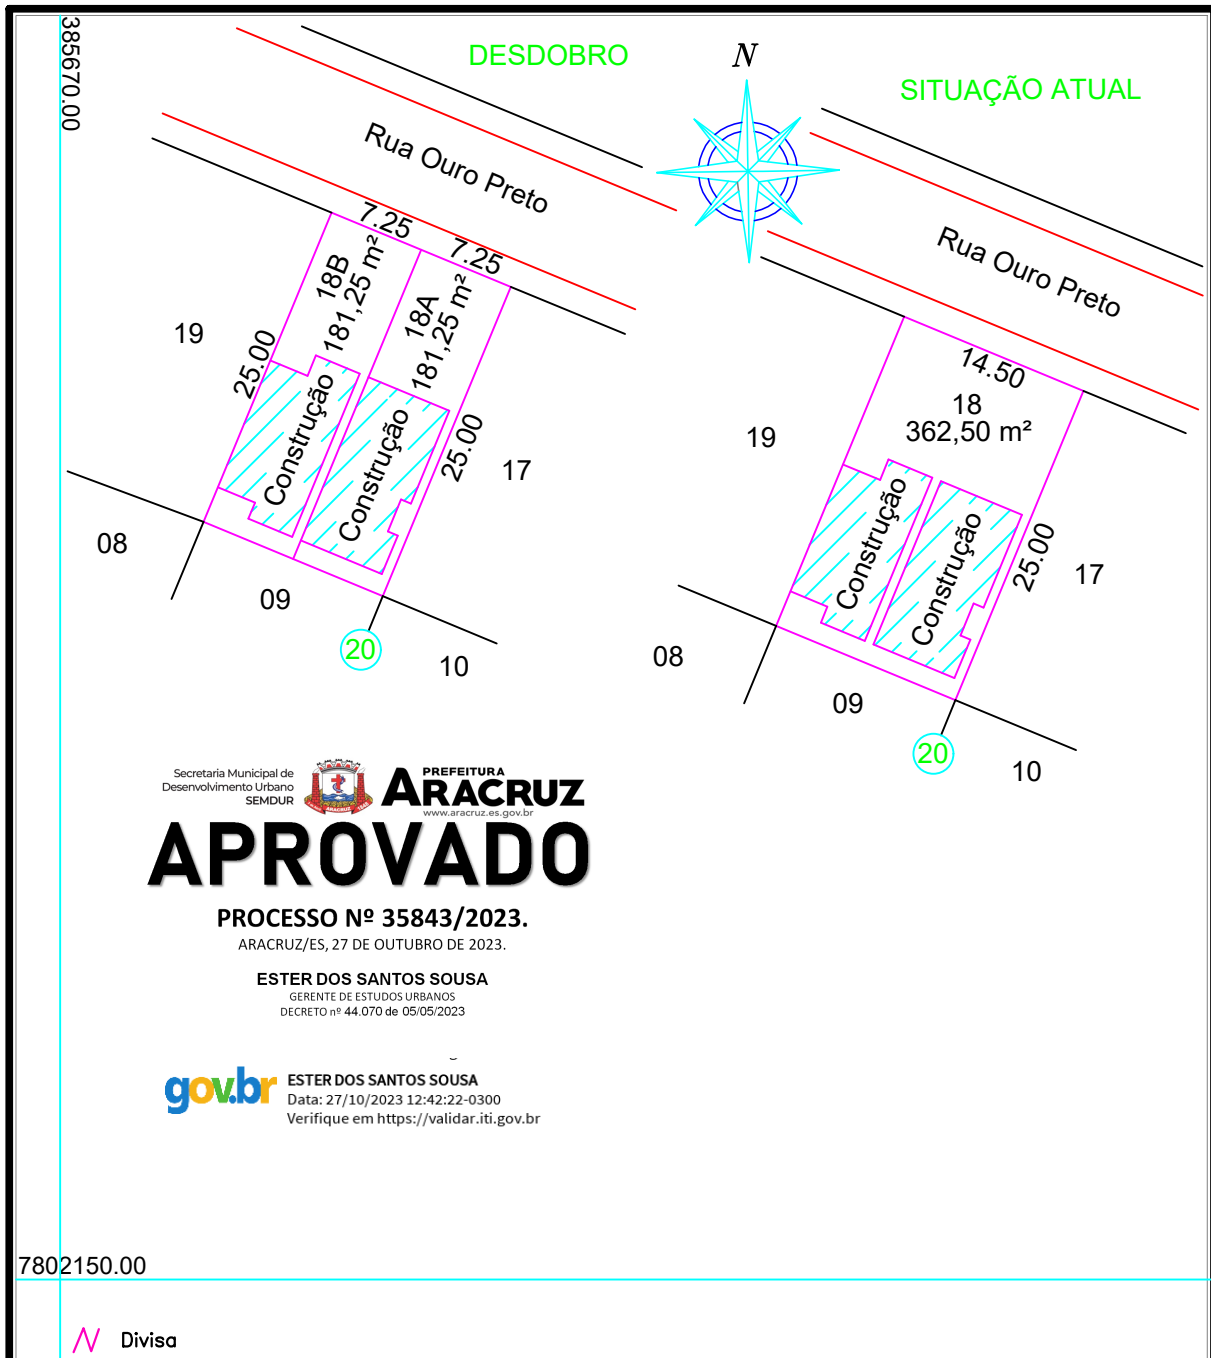 385670.00
DESDOBRO
N
SITUAÇÃO ATUAL
Rua Ouro Preto
7.25
7.25
18B
181,25 m²
18A
181,25 m²
19
25.00
Construção
Construção
25.00
17
08
09
20
10
Rua Ouro Preto
14.50
18
362,50 m²
19
Construção
Construção
25.00
17
08
09
20
10
Secretaria Municipal de
Desenvolvimento Urbano
SEMDUR
PREFEITURA
ARACRUZ
www.aracruz.es.gov.br
APROVADO
PROCESSO Nº 35843/2023.
ARACRUZ/ES, 27 DE OUTUBRO DE 2023.
ESTER DOS SANTOS SOUSA
GERENTE DE ESTUDOS URBANOS
DECRETO nº 44.070 de 05/05/2023
gov.br
ESTER DOS SANTOS SOUSA
Data: 27/10/2023 12:42:22-0300
Verifique em https://validar.iti.gov.br
7802150.00
Divisa